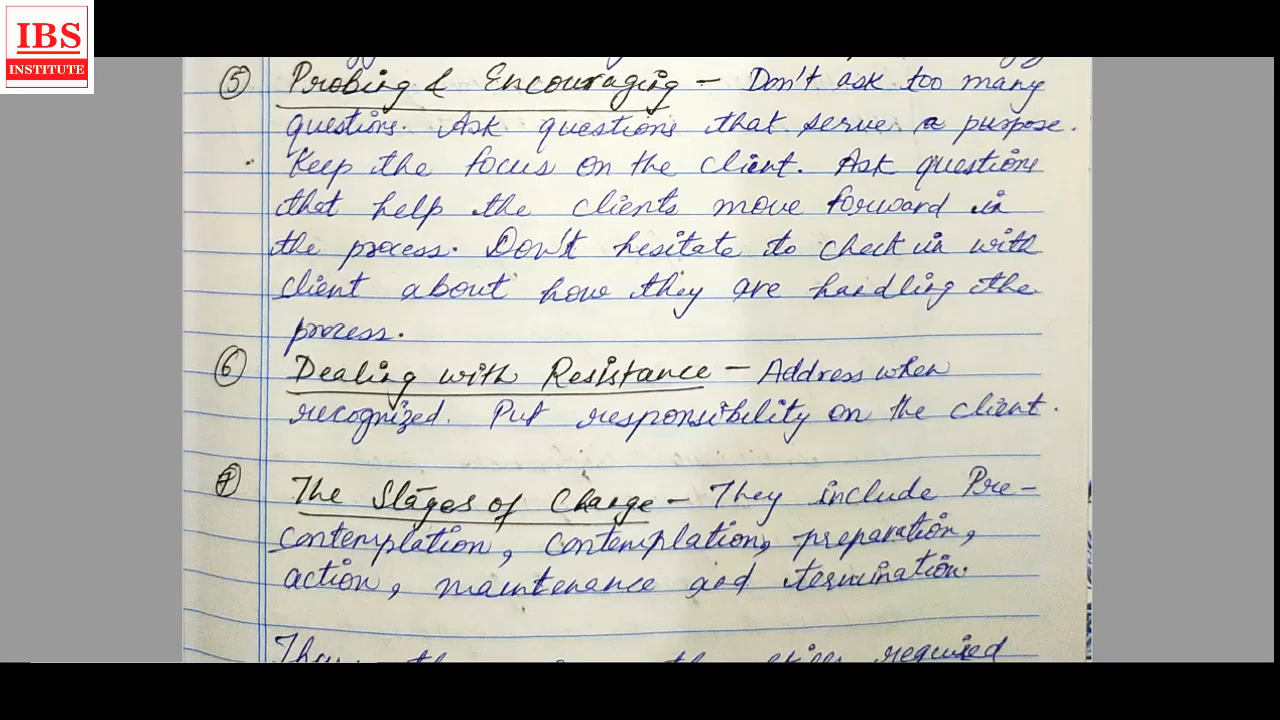 IBS
INSTITUTE
⑤ Probing & Encouraging – Don't ask too many
questions. Ask questions that serve a purpose.
Keep the focus on the client. Ask questions
that help the clients move forward in
the process. Don't hesitate to check in with
client about how they are handling the
process.
⑥ Dealing with Resistance – Address when
recognized. Put responsibility on the client.
⑦ The Stages of Change – They include Pre-
contemplation, contemplation, preparation,
action, maintenance and termination.
required